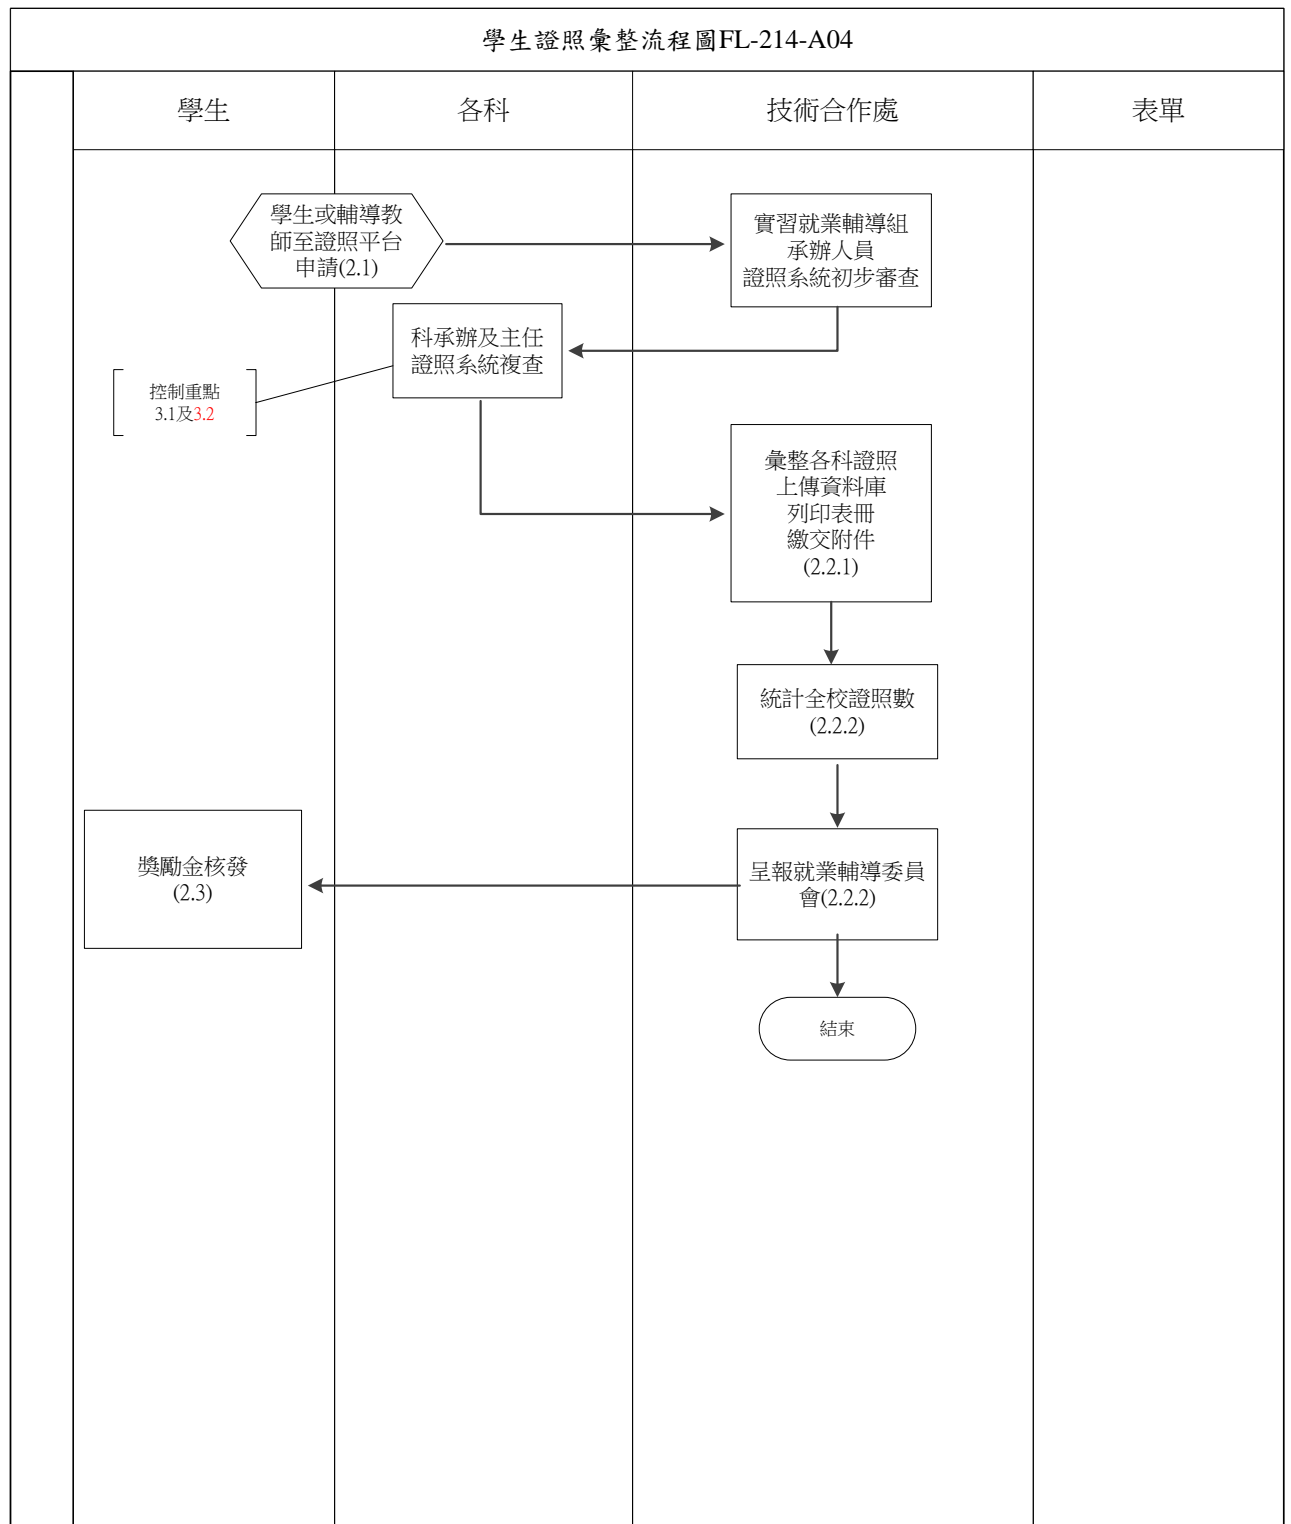 學生證照彙整流程圖FL-214-A04
學生
各科
技術合作處
表單
學生或輔導教
師至證照平台
申請(2.1)
實習就業輔導組
承辦人員
證照系統初步審查
科承辦及主任
證照系統複查
控制重點
3.1及3.2
彙整各科證照
上傳資料庫
列印表冊
繳交附件
(2.2.1)
統計全校證照數
(2.2.2)
呈報就業輔導委員
會(2.2.2)
獎勵金核發
(2.3)
結束